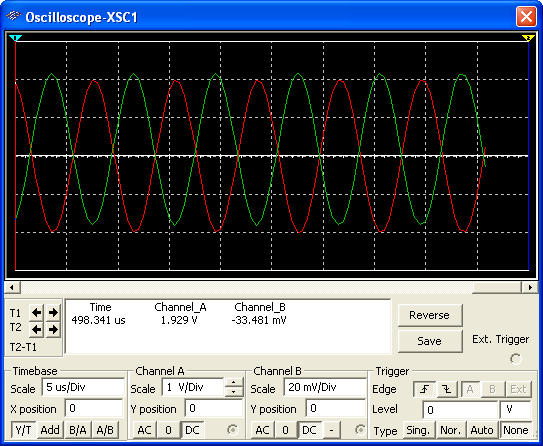 Oscilloscope-XSC1
1 2
T1
T2
T2-T1
Time Channel_A Channel_B
498.341 us 1.929 V -33.481 mV
Reverse
Save
Ext. Trigger
Timebase
Scale 5 us/Div
X position 0
Y/T Add B/A A/B
Channel A
Scale 1 V/Div
Y position 0
AC 0 DC
Channel B
Scale 20 mV/Div
Y position 0
AC 0 DC -
Trigger
Edge A B Ext
Level 0 V
Type Sing. Nor. Auto None